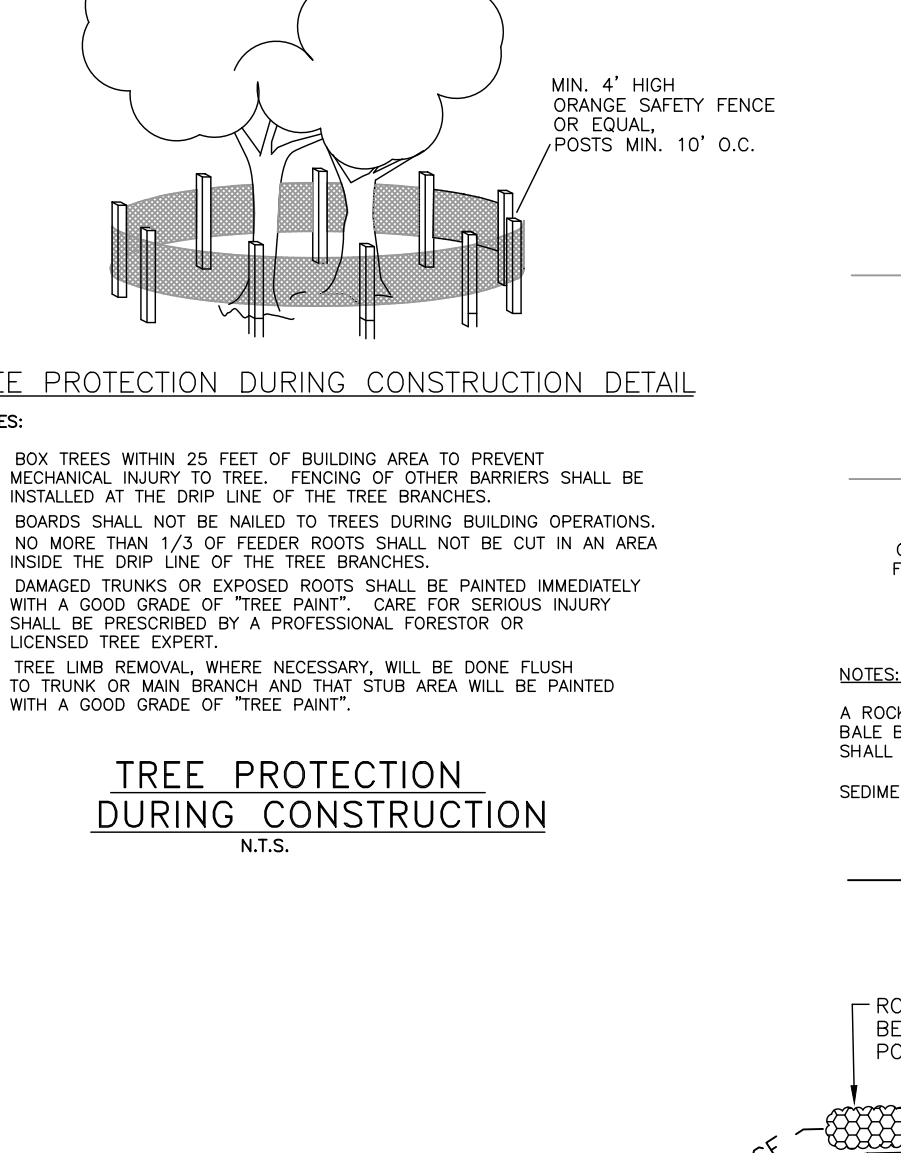 MIN. 4' HIGH
ORANGE SAFETY FENCE
OR EQUAL,
POSTS MIN. 10' O.C.
PROTECTION DURING CONSTRUCTION DETAIL
BOX TREES WITHIN 25 FEET OF BUILDING AREA TO PREVENT
MECHANICAL INJURY TO TREE. FENCING OF OTHER BARRIERS SHALL BE
INSTALLED AT THE DRIP LINE OF THE TREE BRANCHES.
BOARDS SHALL NOT BE NAILED TO TREES DURING BUILDING OPERATIONS.
NO MORE THAN 1/3 OF FEEDER ROOTS SHALL NOT BE CUT IN AN AREA
INSIDE THE DRIP LINE OF THE TREE BRANCHES.
DAMAGED TRUNKS OR EXPOSED ROOTS SHALL BE PAINTED IMMEDIATELY
WITH A GOOD GRADE OF "TREE PAINT". CARE FOR SERIOUS INJURY
SHALL BE PRESCRIBED BY A PROFESSIONAL FORESTOR OR
LICENSED TREE EXPERT.
TREE LIMB REMOVAL, WHERE NECESSARY, WILL BE DONE FLUSH
TO TRUNK OR MAIN BRANCH AND THAT STUB AREA WILL BE PAINTED
WITH A GOOD GRADE OF "TREE PAINT".
TREE PROTECTION
DURING CONSTRUCTION
N.T.S.
NOTES:
A
BALE
SHALL